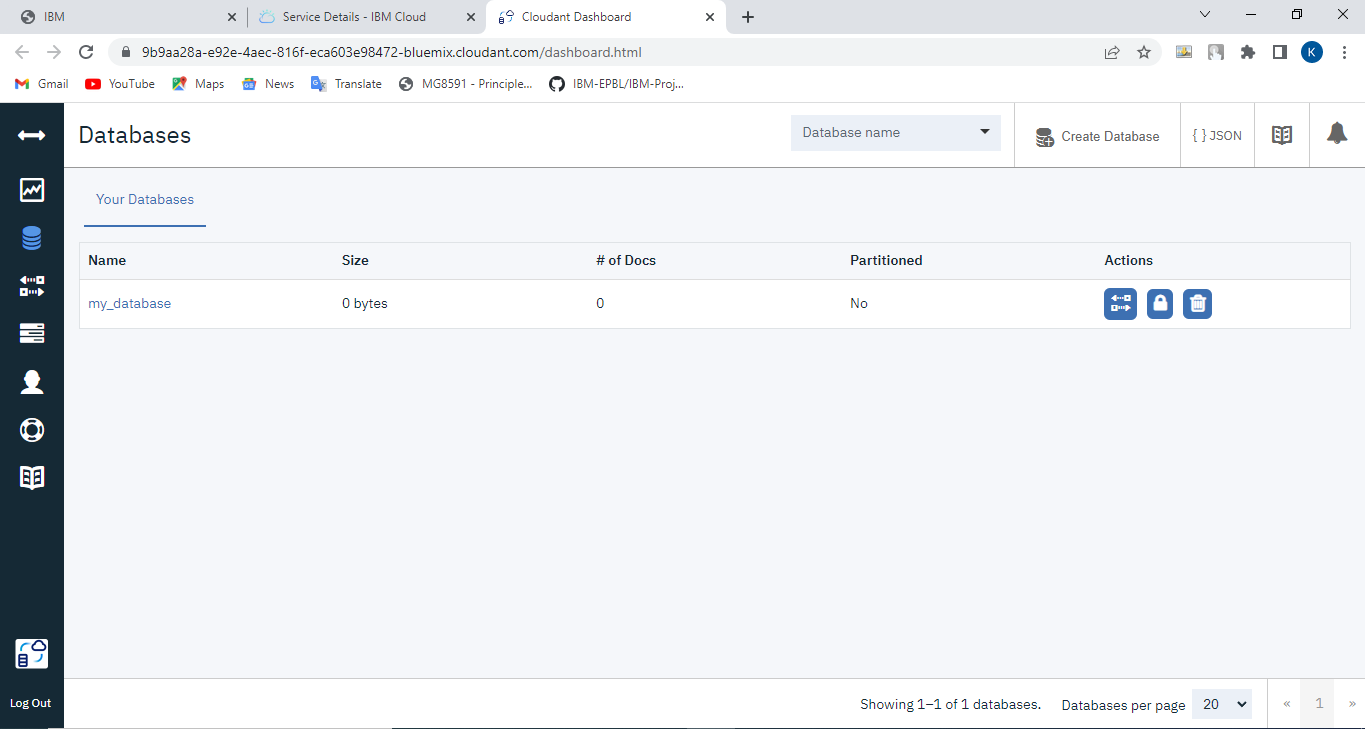 IBM
Service Details - IBM Cloud
Cloudant Dashboard
9b9aa28a-e92e-4aec-816f-eca603e98472-bluemix.cloudant.com/dashboard.html
K
Gmail
YouTube
Maps
News
Translate
MG8591 - Principle...
IBM-EPBL/IBM-Proj...
Databases
Database name
Create Database
{ } JSON
Your Databases
Name Size # of Docs Partitioned Actions
my_database 0 bytes 0 No
Log Out
Showing 1–1 of 1 databases.
Databases per page 20
« 1 »